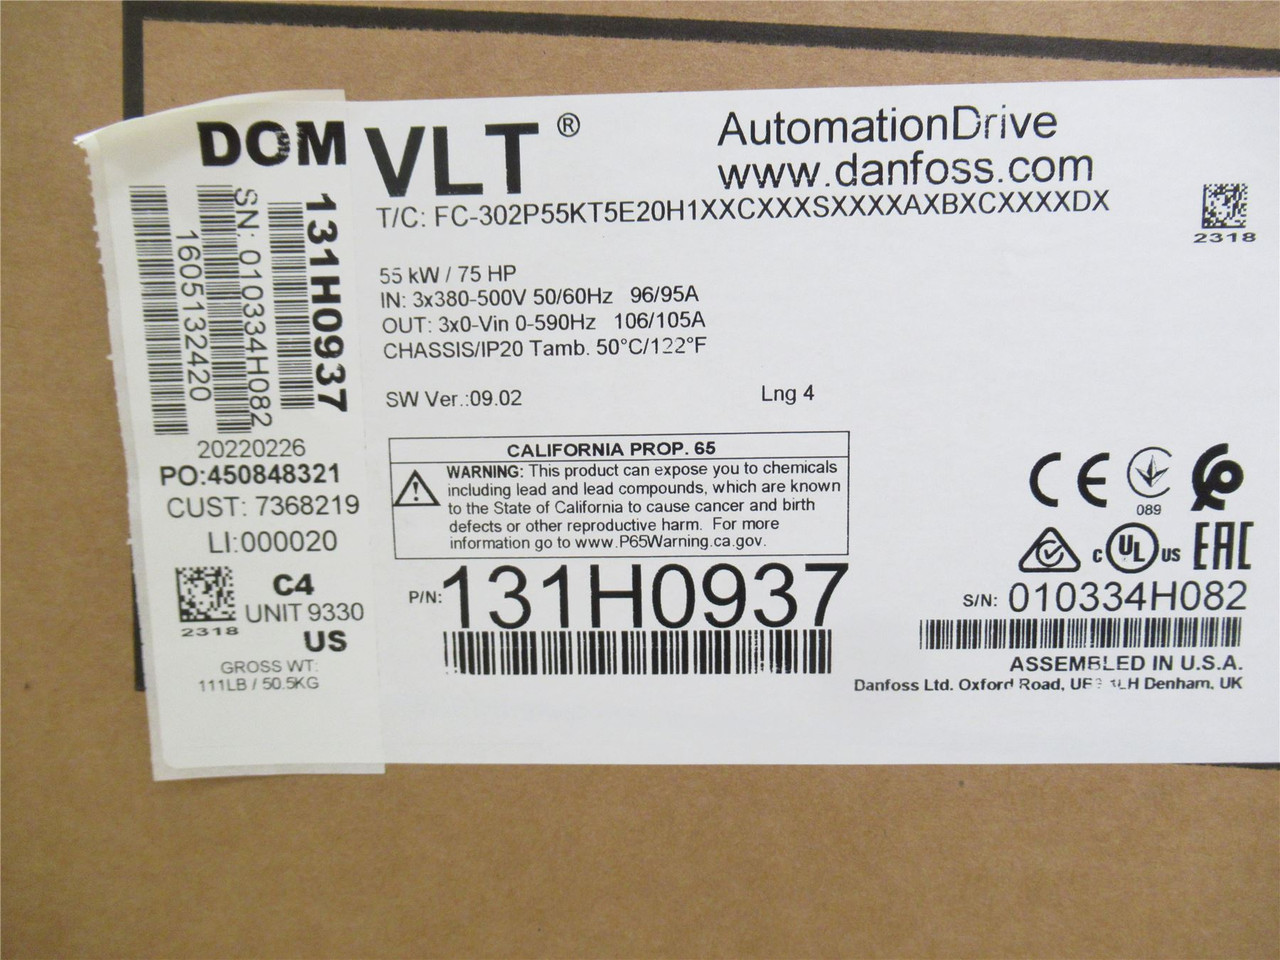 DOM
131H0937
SN: 010334H082
1605132420
20220226
PO:450848321
CUST: 7368219
LI:000020
C4
UNIT 9330
2318
US
GROSS WT:
111LB / 50.5KG
VLT®
AutomationDrive
www.danfoss.com
T/C: FC-302P55KT5E20H1XXCXXXSXXXXAXBXCXXXXDX
2318
55 kW / 75 HP
IN: 3x380-500V 50/60Hz 96/95A
OUT: 3x0-Vin 0-590Hz 106/105A
CHASSIS/IP20 Tamb. 50°C/122°F
SW Ver.:09.02
Lng 4
CALIFORNIA PROP. 65
WARNING: This product can expose you to chemicals
including lead and lead compounds, which are known
to the State of California to cause cancer and birth
defects or other reproductive harm. For more
information go to www.P65Warning.ca.gov.
CE
089
c UL us EAC
P/N: 131H0937
S/N: 010334H082
ASSEMBLED IN U.S.A.
Danfoss Ltd. Oxford Road, Denham, UK